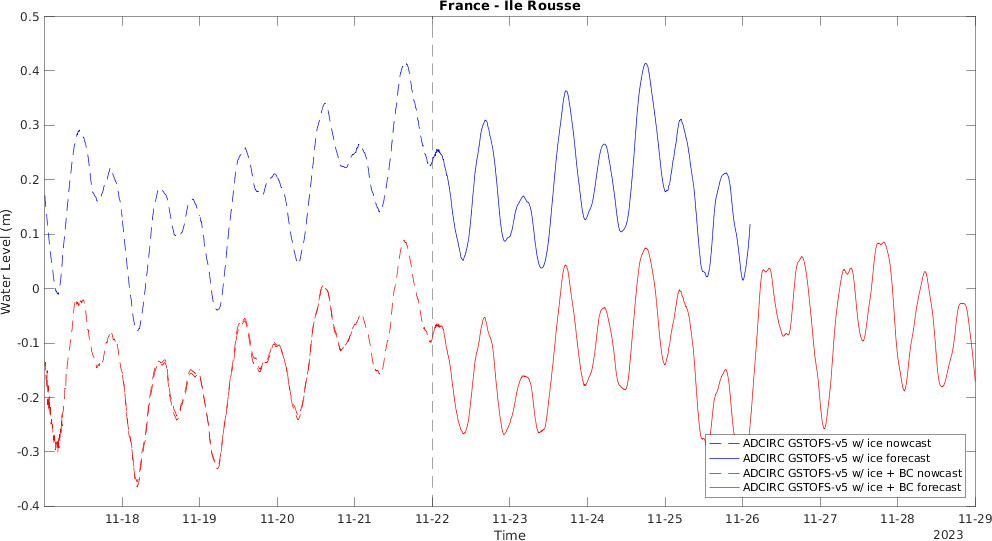 France - Ile Rousse
0.5
0.4
0.3
0.2
0.1
0
-0.1
-0.2
-0.3
-0.4
Water Level (m)
ADCIRC GSTOFS-v5 w/ ice nowcast
ADCIRC GSTOFS-v5 w/ ice forecast
ADCIRC GSTOFS-v5 w/ ice + BC nowcast
ADCIRC GSTOFS-v5 w/ ice + BC forecast
11-18 11-19 11-20 11-21 11-22 11-23 11-24 11-25 11-26 11-27 11-28 11-29
Time
2023